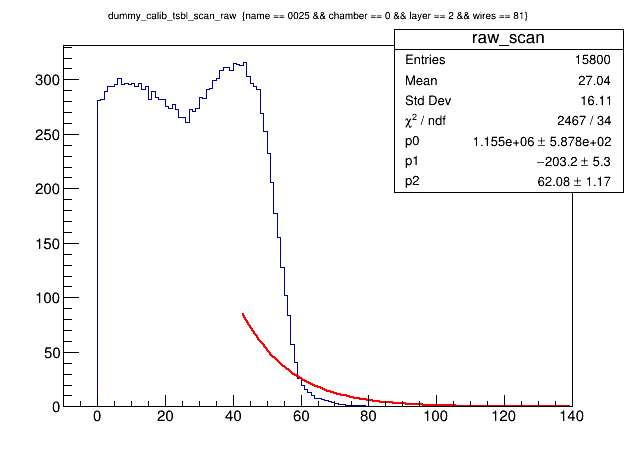 dummy_calib_tsbl_scan_raw {name == 0025 && chamber == 0 && layer == 2 && wires == 81}
raw_scan
Entries 15800
Mean 27.04
Std Dev 16.11
χ² / ndf 2467 / 34
p0 1.155e+06 ± 5.878e+02
p1 −203.2 ± 5.3
p2 62.08 ± 1.17
300
250
200
150
100
50
0
0 20 40 60 80 100 120 140